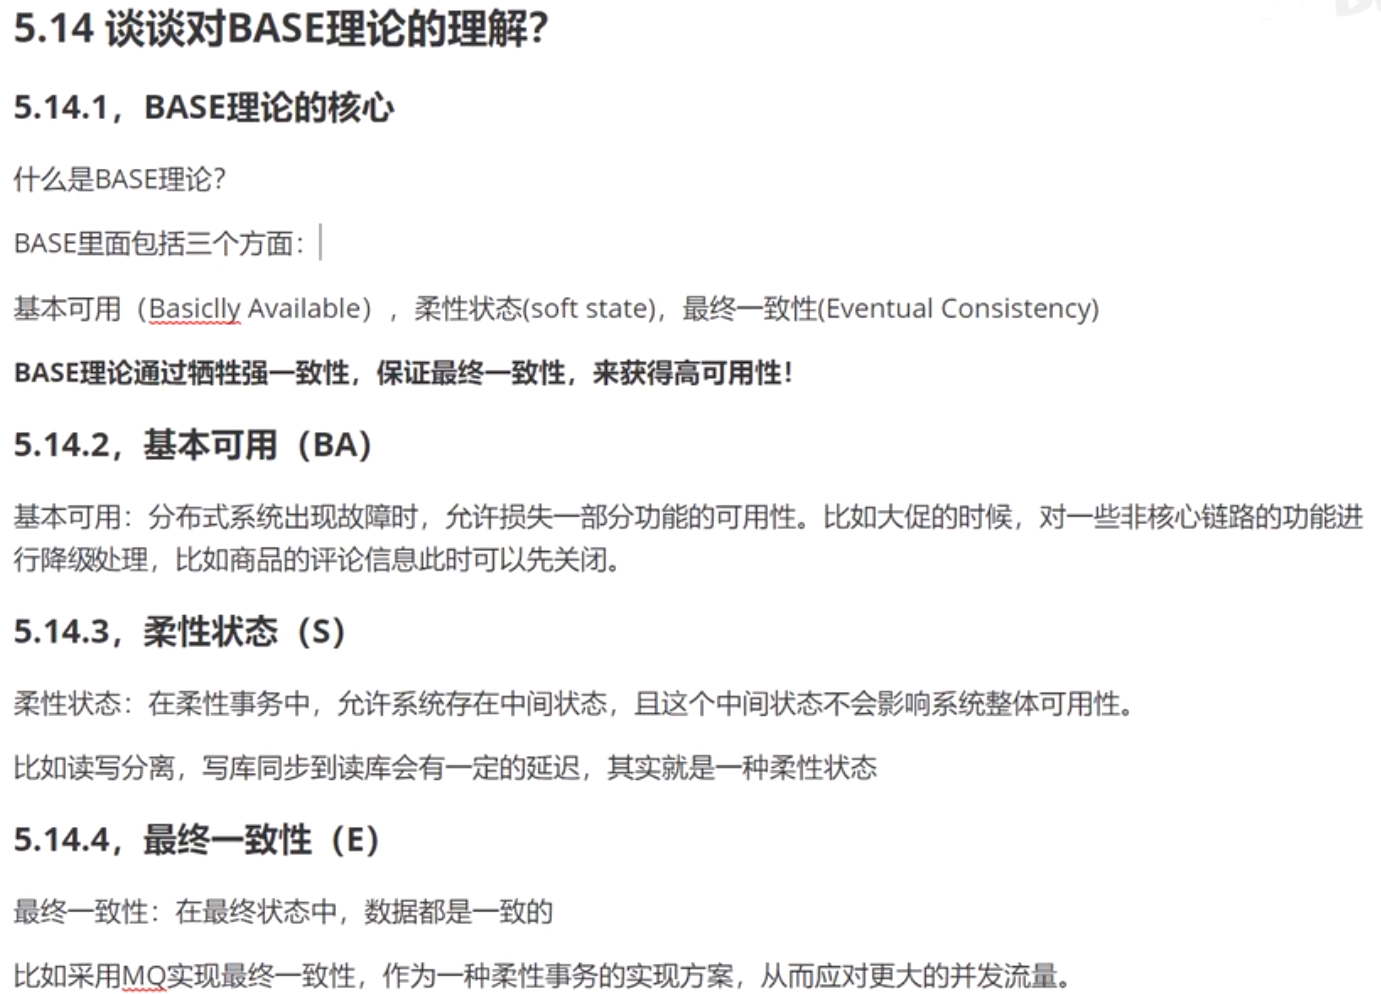 5.14 谈谈对BASE理论的理解？
5.14.1，BASE理论的核心
什么是BASE理论？
BASE里面包括三个方面：
基本可用（Basiclly Available），柔性状态(soft state)，最终一致性(Eventual Consistency)
BASE理论通过牺牲强一致性，保证最终一致性，来获得高可用性！
5.14.2，基本可用（BA）
基本可用：分布式系统出现故障时，允许损失一部分功能的可用性。比如大促的时候，对一些非核心链路的功能进
行降级处理，比如商品的评论信息此时可以先关闭。
5.14.3，柔性状态（S）
柔性状态：在柔性事务中，允许系统存在中间状态，且这个中间状态不会影响系统整体可用性。
比如读写分离，写库同步到读库会有一定的延迟，其实就是一种柔性状态
5.14.4，最终一致性（E）
最终一致性：在最终状态中，数据都是一致的
比如采用MQ实现最终一致性，作为一种柔性事务的实现方案，从而应对更大的并发流量。